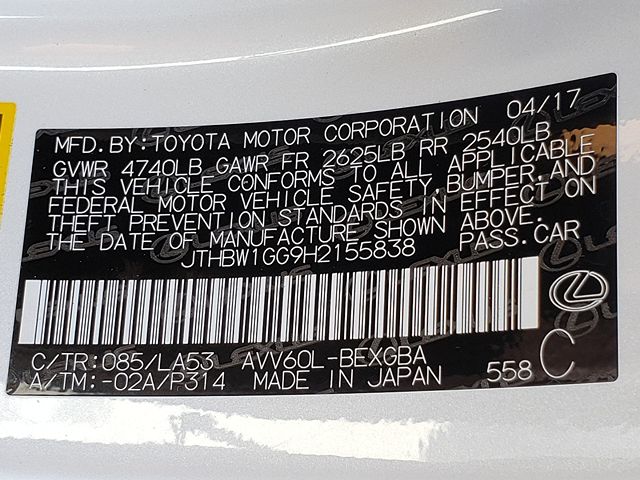 MFD.BY:TOYOTA MOTOR CORPORATION 04/17
GVWR 4740LB GAWR FR 2625LB RR 2540LB
THIS VEHICLE CONFORMS TO ALL APPLICABLE
FEDERAL MOTOR VEHICLE SAFETY,BUMPER,AND
THEFT PREVENTION STANDARDS IN EFFECT ON
THE DATE OF MANUFACTURE SHOWN ABOVE.
JTHBW1GG9H2155838 PASS.CAR
C/TR:085/LA53 AVV60L-BEXGBA
A/TM:-02A/P314 MADE IN JAPAN 558 C